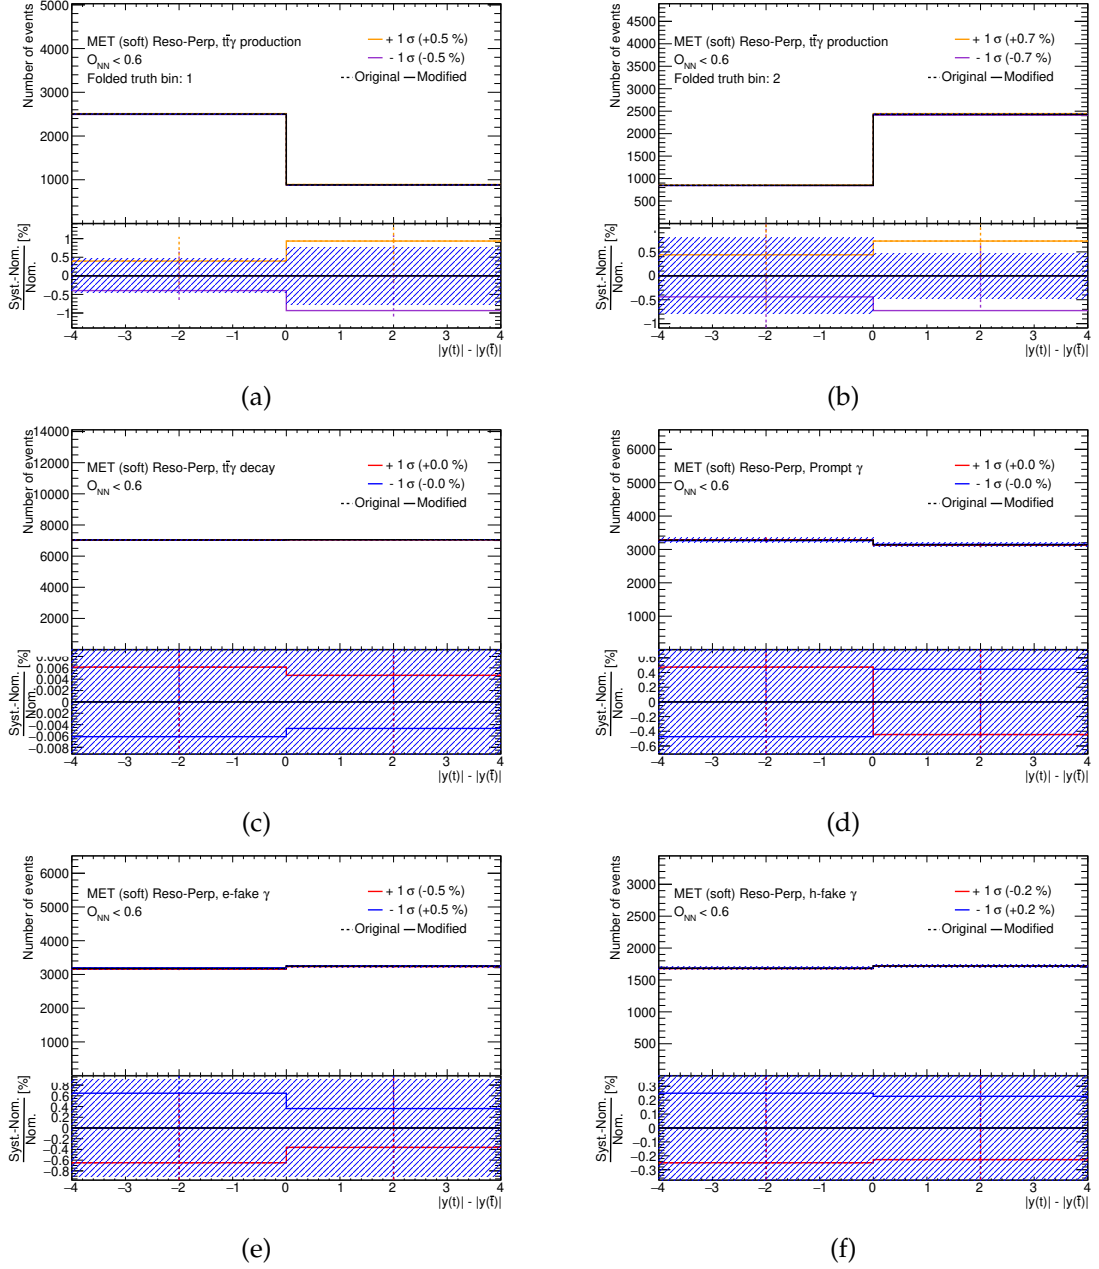 Number of events
5000
4000
3000
2000
1000
MET (soft) Reso-Perp, tt̄γ production
O_NN < 0.6
Folded truth bin: 1
+ 1 σ (+0.5 %)
- 1 σ (-0.5 %)
Original Modified
Syst.-Nom.
Nom.
[%]
1
0.5
0
−0.5
−1
−4 −3 −2 −1 0 1 2 3 4
|y(t)| - |y(t̄)|
(a)
Number of events
4500
4000
3500
3000
2500
2000
1500
1000
500
0
MET (soft) Reso-Perp, tt̄γ production
O_NN < 0.6
Folded truth bin: 2
+ 1 σ (+0.7 %)
- 1 σ (-0.7 %)
Original Modified
Syst.-Nom.
Nom.
[%]
0.5
0
−0.5
−1
−4 −3 −2 −1 0 1 2 3 4
|y(t)| - |y(t̄)|
(b)
Number of events
14000
12000
10000
8000
6000
4000
2000
MET (soft) Reso-Perp, tt̄γ decay
O_NN < 0.6
+ 1 σ (+0.0 %)
- 1 σ (-0.0 %)
Original Modified
Syst.-Nom.
Nom.
[%]
0.008
0.006
0.004
0.002
0
−0.002
−0.004
−0.006
−0.008
−4 −3 −2 −1 0 1 2 3 4
|y(t)| - |y(t̄)|
(c)
Number of events
6000
5000
4000
3000
2000
1000
MET (soft) Reso-Perp, Prompt γ
O_NN < 0.6
+ 1 σ (+0.0 %)
- 1 σ (-0.0 %)
Original Modified
Syst.-Nom.
Nom.
[%]
0.6
0.4
0.2
0
−0.2
−0.4
−0.6
−4 −3 −2 −1 0 1 2 3 4
|y(t)| - |y(t̄)|
(d)
Number of events
6000
5000
4000
3000
2000
1000
MET (soft) Reso-Perp, e-fake γ
O_NN < 0.6
+ 1 σ (-0.5 %)
- 1 σ (+0.5 %)
Original Modified
Syst.-Nom.
Nom.
[%]
0.8
0.6
0.4
0.2
0
−0.2
−0.4
−0.6
−0.8
−4 −3 −2 −1 0 1 2 3 4
|y(t)| - |y(t̄)|
(e)
Number of events
3000
2500
2000
1500
1000
500
MET (soft) Reso-Perp, h-fake γ
O_NN < 0.6
+ 1 σ (-0.2 %)
- 1 σ (+0.2 %)
Original Modified
Syst.-Nom.
Nom.
[%]
0.3
0.2
0.1
0
−0.1
−0.2
−0.3
−4 −3 −2 −1 0 1 2 3 4
|y(t)| - |y(t̄)|
(f)